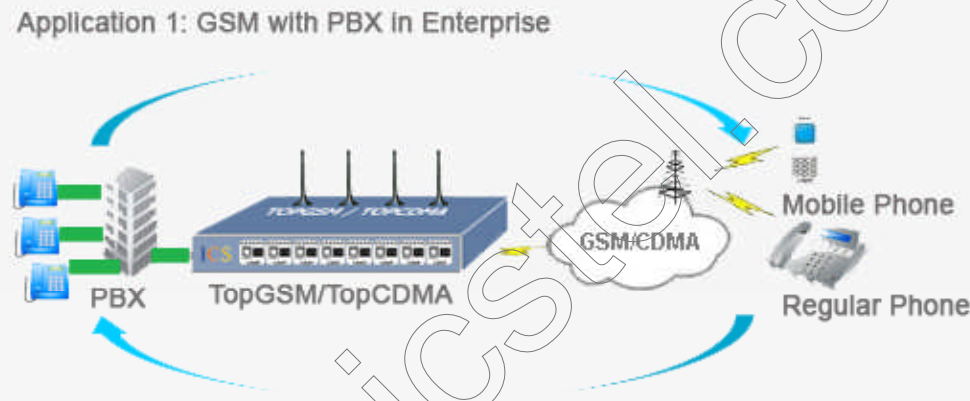 Application 1: GSM with PBX in Enterprise
TOPGSM / TOPCDMA
ICS
GSM/CDMA
Mobile Phone
PBX
TopGSM/TopCDMA
Regular Phone
icstel.co